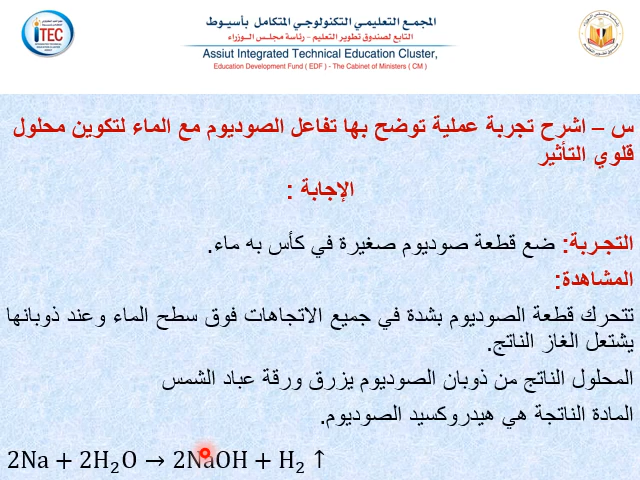 المجمع التعليمي التكنولوجي المتكامل بأسيوط
التابع لصندوق تطوير التعليم - رئاسة مجلس الوزراء
Assiut Integrated Technical Education Cluster,
Education Development Fund ( EDF ) - The Cabinet of Ministers ( CM )
iTEC
س – اشرح تجربة عملية توضح بها تفاعل الصوديوم مع الماء لتكوين محلول
قلوي التأثير
الإجابة :
التجـربة: ضع قطعة صوديوم صغيرة في كأس به ماء.
المشاهدة:
تتحرك قطعة الصوديوم بشدة في جميع الاتجاهات فوق سطح الماء وعند ذوبانها
يشتعل الغاز الناتج.
المحلول الناتج من ذوبان الصوديوم يزرق ورقة عباد الشمس
المادة الناتجة هي هيدروكسيد الصوديوم.
2Na + 2H₂O → 2NaOH + H₂ ↑